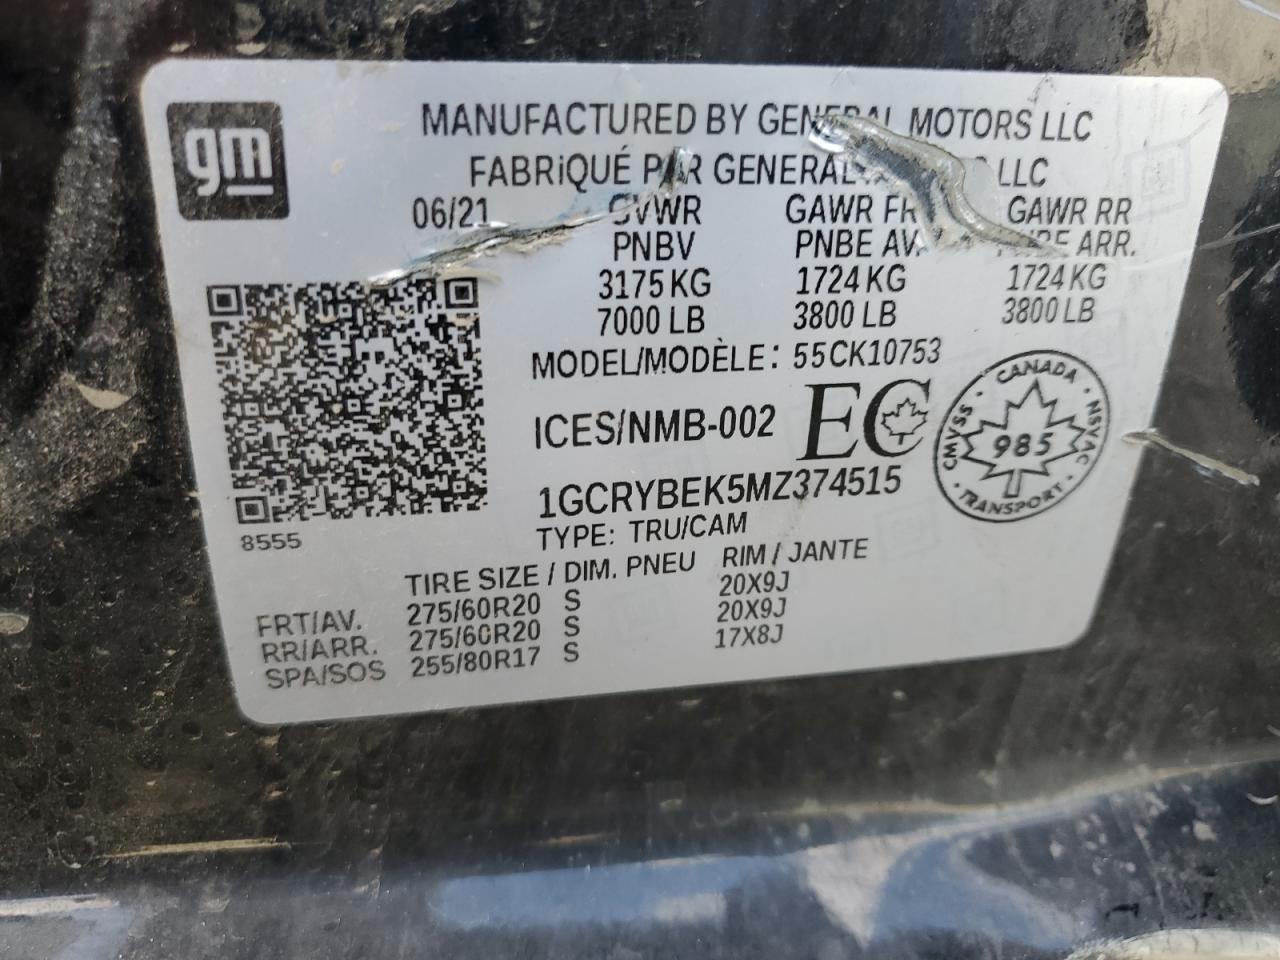 gm
MANUFACTURED BY GENERAL MOTORS LLC
FABRIQUÉ PAR GENERAL LLC
06/21 GVWR GAWR FR GAWR RR
PNBV PNBE AV. ARR.
3175 KG 1724 KG 1724 KG
7000 LB 3800 LB 3800 LB
MODEL/MODÈLE: 55CK10753
ICES/NMB-002 EC
CANADA
CMVSS 985 NSVAC
TRANSPORT
1GCRYBEK5MZ374515
8555 TYPE: TRU/CAM
TIRE SIZE / DIM. PNEU RIM / JANTE
FRT/AV. 275/60R20 S 20X9J
RR/ARR. 275/60R20 S 20X9J
SPA/SOS 255/80R17 S 17X8J